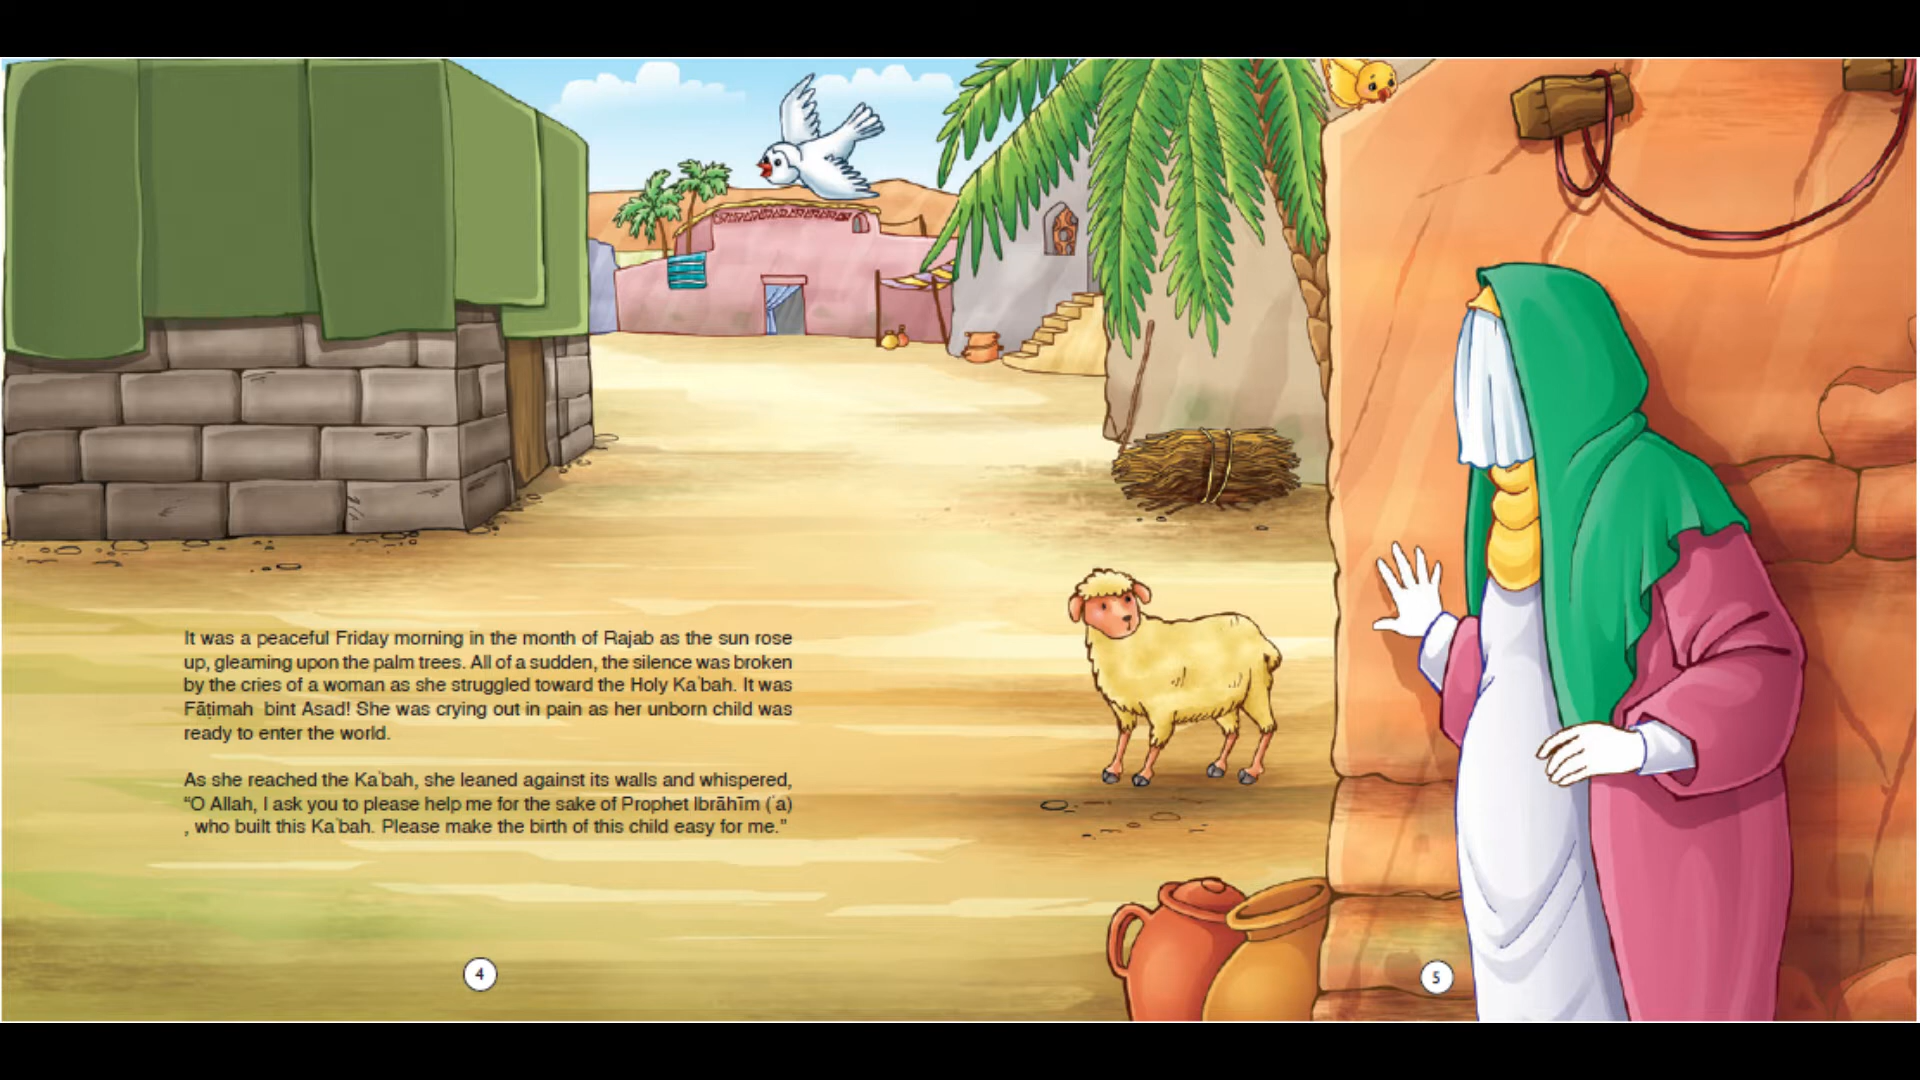 It was a peaceful Friday morning in the month of Rajab as the sun rose
up, gleaming upon the palm trees. All of a sudden, the silence was broken
by the cries of a woman as she struggled toward the Holy Kaʿbah. It was
Fāṭimah bint Asad! She was crying out in pain as her unborn child was
ready to enter the world.
As she reached the Kaʿbah, she leaned against its walls and whispered,
“O Allah, I ask you to please help me for the sake of Prophet Ibrāhīm (ʿa)
, who built this Kaʿbah. Please make the birth of this child easy for me.”
4
5